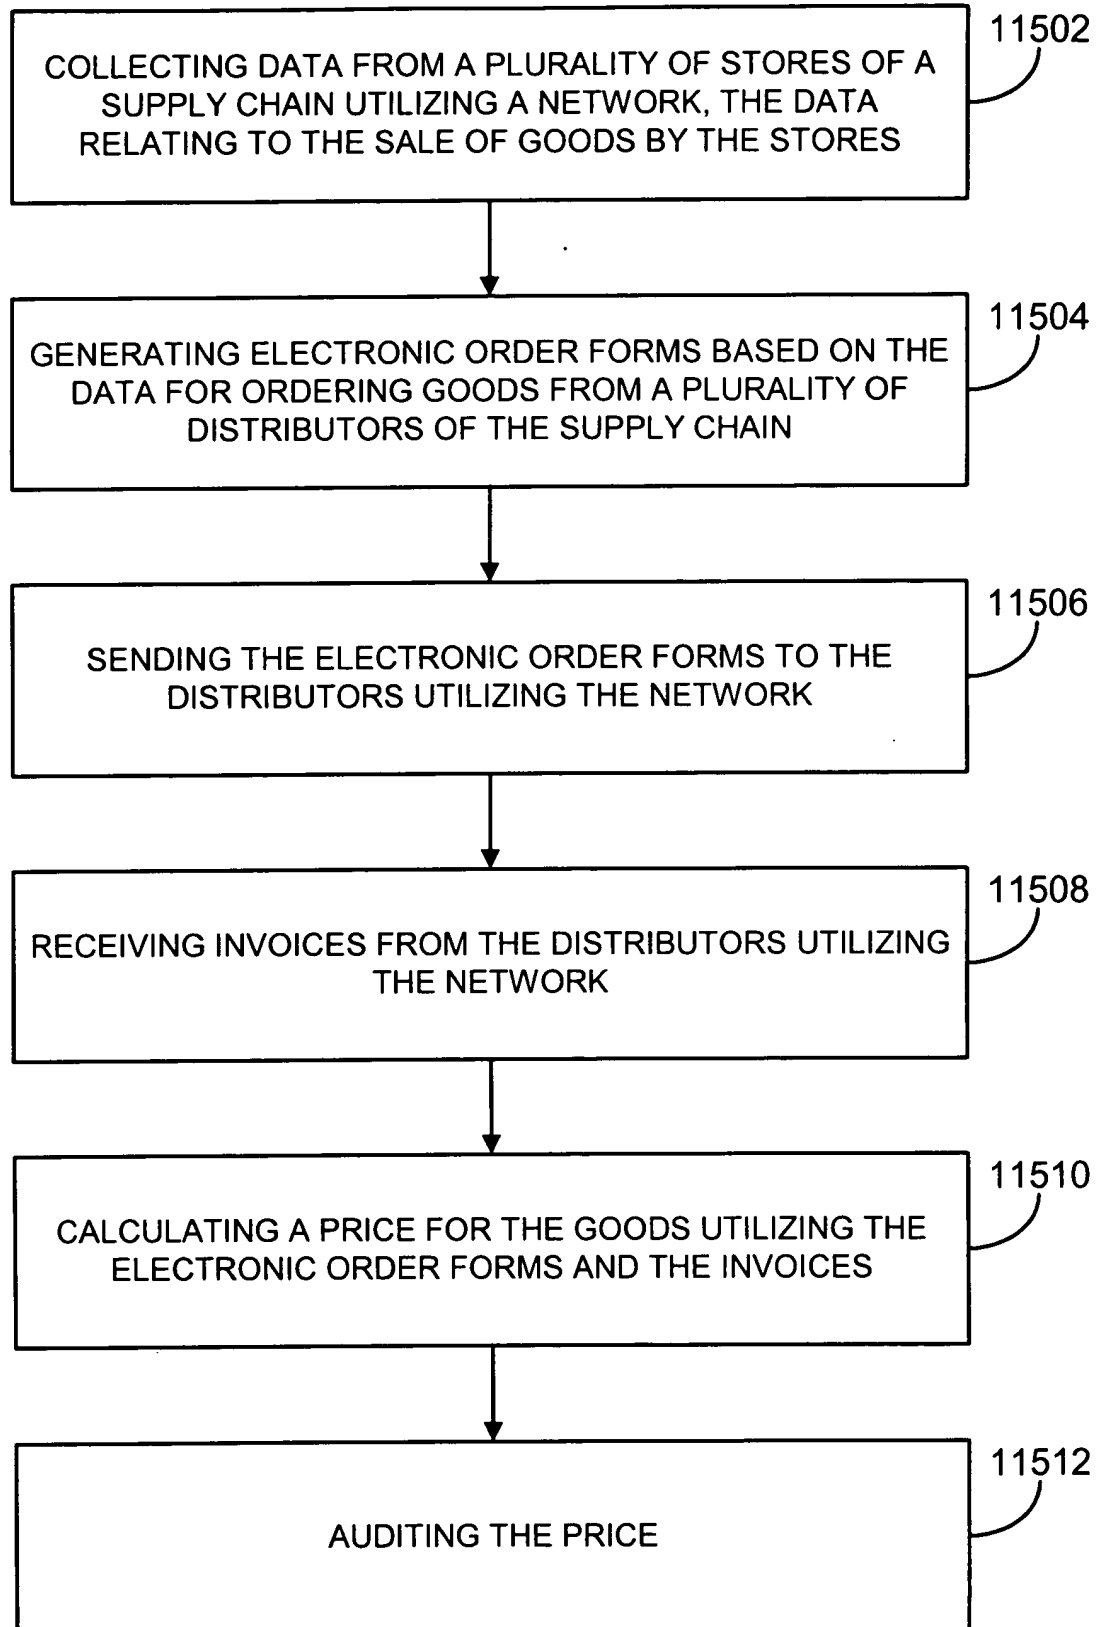 11502
COLLECTING DATA FROM A PLURALITY OF STORES OF A
SUPPLY CHAIN UTILIZING A NETWORK, THE DATA
RELATING TO THE SALE OF GOODS BY THE STORES
11504
GENERATING ELECTRONIC ORDER FORMS BASED ON THE
DATA FOR ORDERING GOODS FROM A PLURALITY OF
DISTRIBUTORS OF THE SUPPLY CHAIN
11506
SENDING THE ELECTRONIC ORDER FORMS TO THE
DISTRIBUTORS UTILIZING THE NETWORK
11508
RECEIVING INVOICES FROM THE DISTRIBUTORS UTILIZING
THE NETWORK
11510
CALCULATING A PRICE FOR THE GOODS UTILIZING THE
ELECTRONIC ORDER FORMS AND THE INVOICES
11512
AUDITING THE PRICE